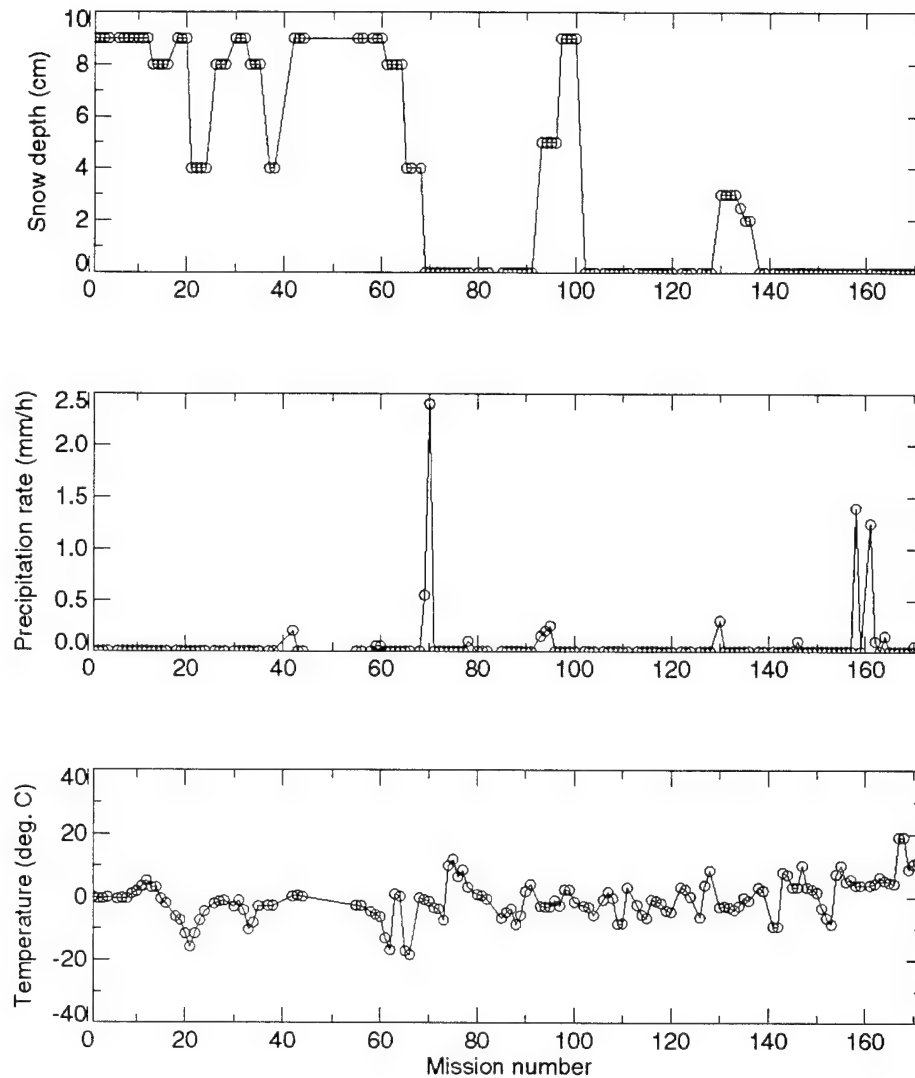 10
8
6
4
2
0
Snow depth (cm)
0 20 40 60 80 100 120 140 160
2.5
2.0
1.5
1.0
0.5
0.0
Precipitation rate (mm/h)
0 20 40 60 80 100 120 140 160
40
20
0
-20
-40
Temperature (deg. C)
0 20 40 60 80 100 120 140 160
Mission number